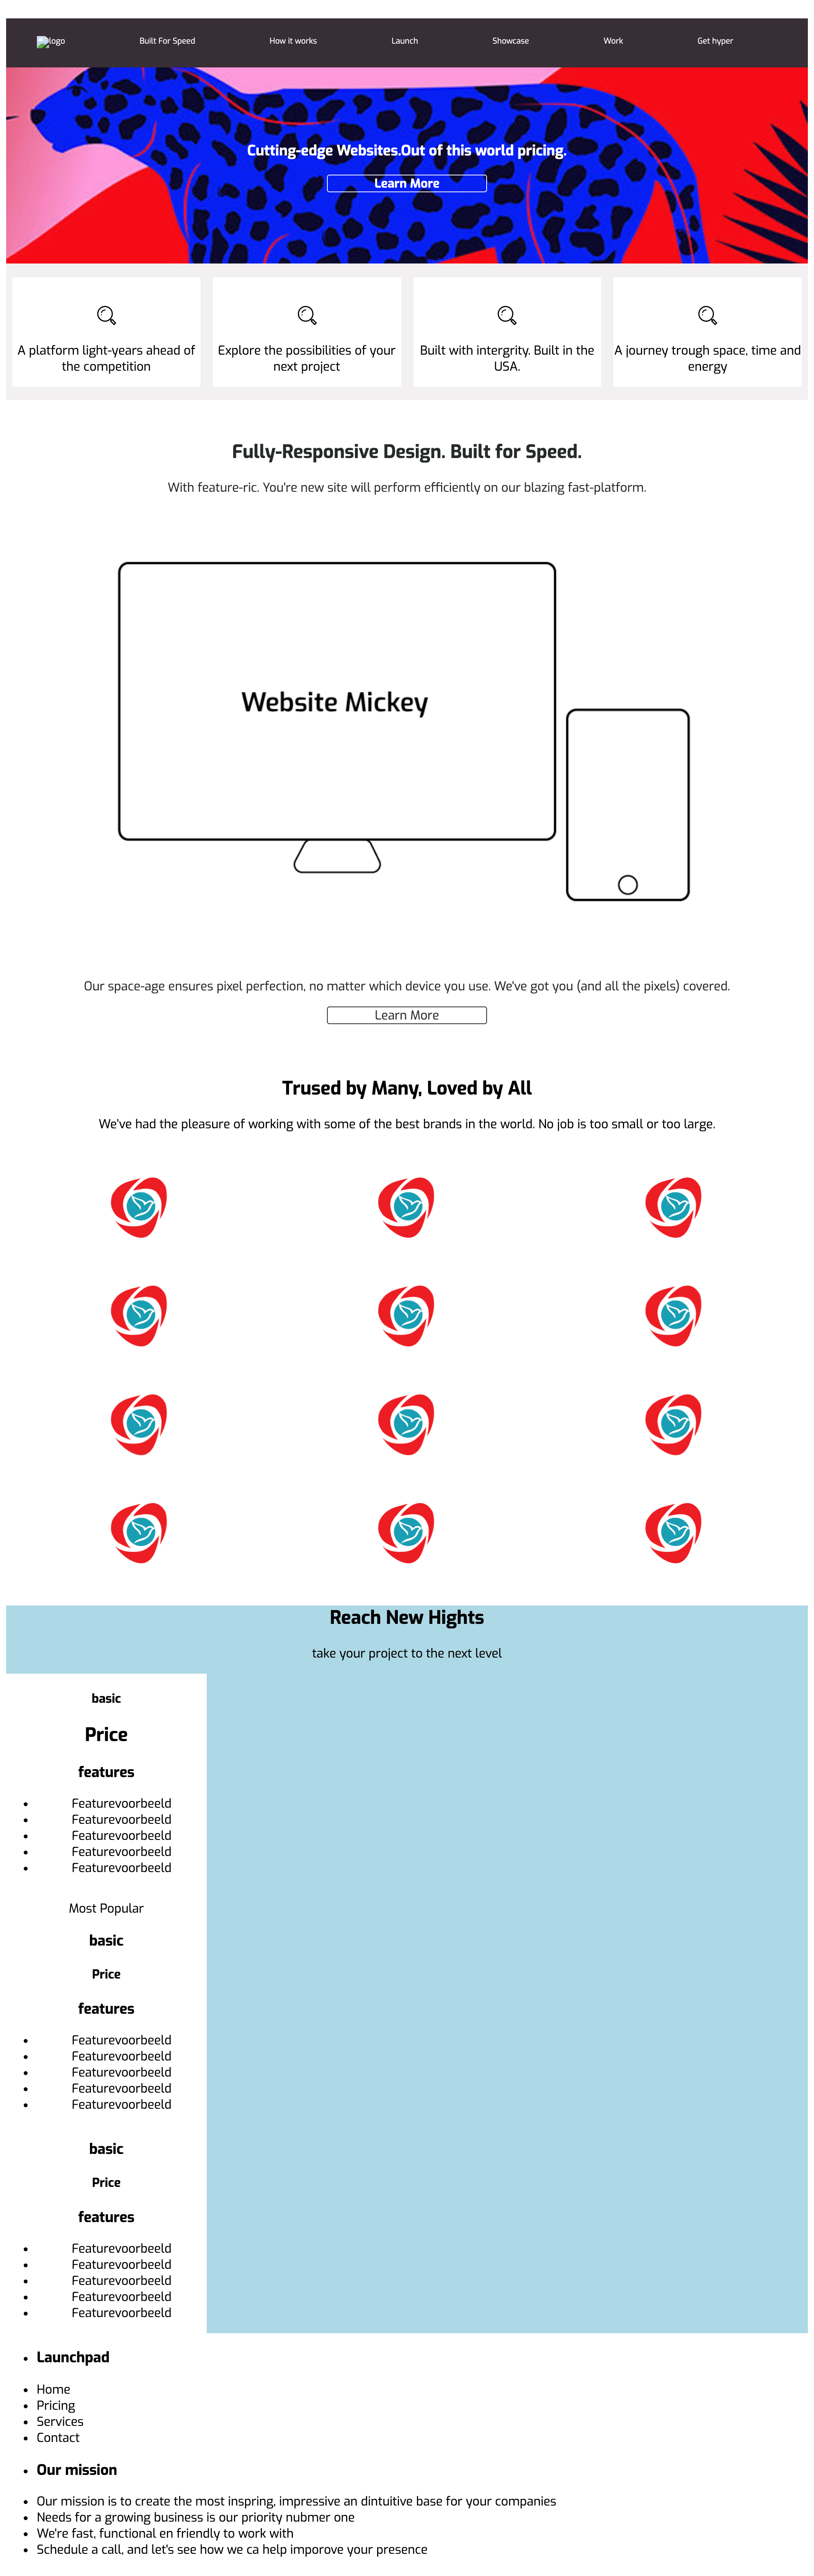 logo
Built For Speed
How it works
Launch
Showcase
Work
Get hyper
Cutting-edge Websites.Out of this world pricing.
Learn More
A platform light-years ahead of
the competition
Explore the possibilities of your
next project
Built with intergrity. Built in the
USA.
A journey trough space, time and
energy
Fully-Responsive Design. Built for Speed.
With feature-ric. You're new site will perform efficiently on our blazing fast-platform.
Website Mickey
Our space-age ensures pixel perfection, no matter which device you use. We've got you (and all the pixels) covered.
Learn More
Trused by Many, Loved by All
We've had the pleasure of working with some of the best brands in the world. No job is too small or too large.
Reach New Hights
take your project to the next level
basic
Price
features
Featurevoorbeeld
Featurevoorbeeld
Featurevoorbeeld
Featurevoorbeeld
Featurevoorbeeld
Most Popular
basic
Price
features
Featurevoorbeeld
Featurevoorbeeld
Featurevoorbeeld
Featurevoorbeeld
Featurevoorbeeld
basic
Price
features
Featurevoorbeeld
Featurevoorbeeld
Featurevoorbeeld
Featurevoorbeeld
Featurevoorbeeld
Launchpad
Home
Pricing
Services
Contact
Our mission
Our mission is to create the most inspring, impressive an dintuitive base for your companies
Needs for a growing business is our priority nubmer one
We're fast, functional en friendly to work with
Schedule a call, and let's see how we ca help imporove your presence